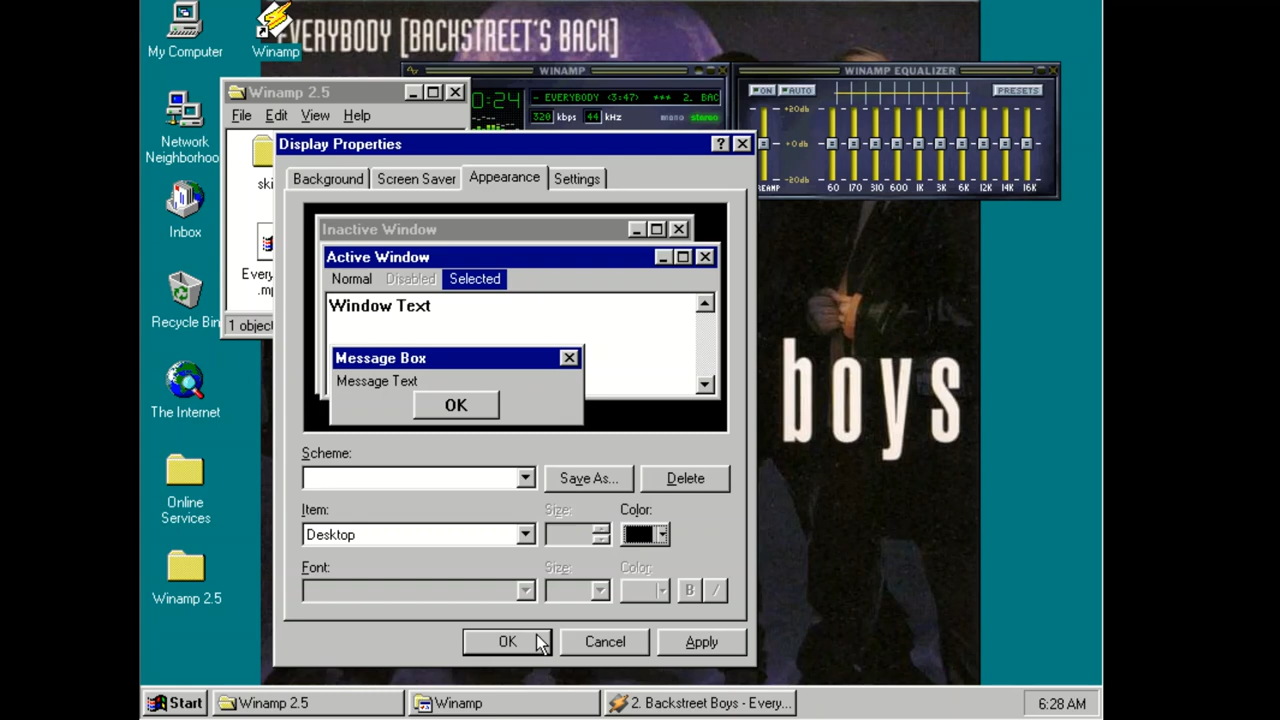 My Computer
Winamp
EVERYBODY [BACKSTREET'S BACK]
Network
Neighborhoo
Inbox
Recycle Bin
The Internet
Online
Services
Winamp 2.5
Winamp 2.5
File Edit View Help
ski
Every
.mp
1 object
WINAMP
0:24
- EVERYBODY <3:47> *** 2. BAC
320 kbps 44 kHz mono stereo
WINAMP EQUALIZER
ON AUTO PRESETS
+20db
+0db
-20db
REAMP 60 170 310 600 1K 3K 6K 12K 14K 16K
Display Properties
Background Screen Saver Appearance Settings
Inactive Window
Active Window
Normal Disabled Selected
Window Text
Message Box
Message Text
OK
Scheme:
Save As... Delete
Item: Size: Color:
Desktop
Font: Size: Color:
B /
OK Cancel Apply
boys
Start Winamp 2.5 Winamp 2. Backstreet Boys - Every... 6:28 AM